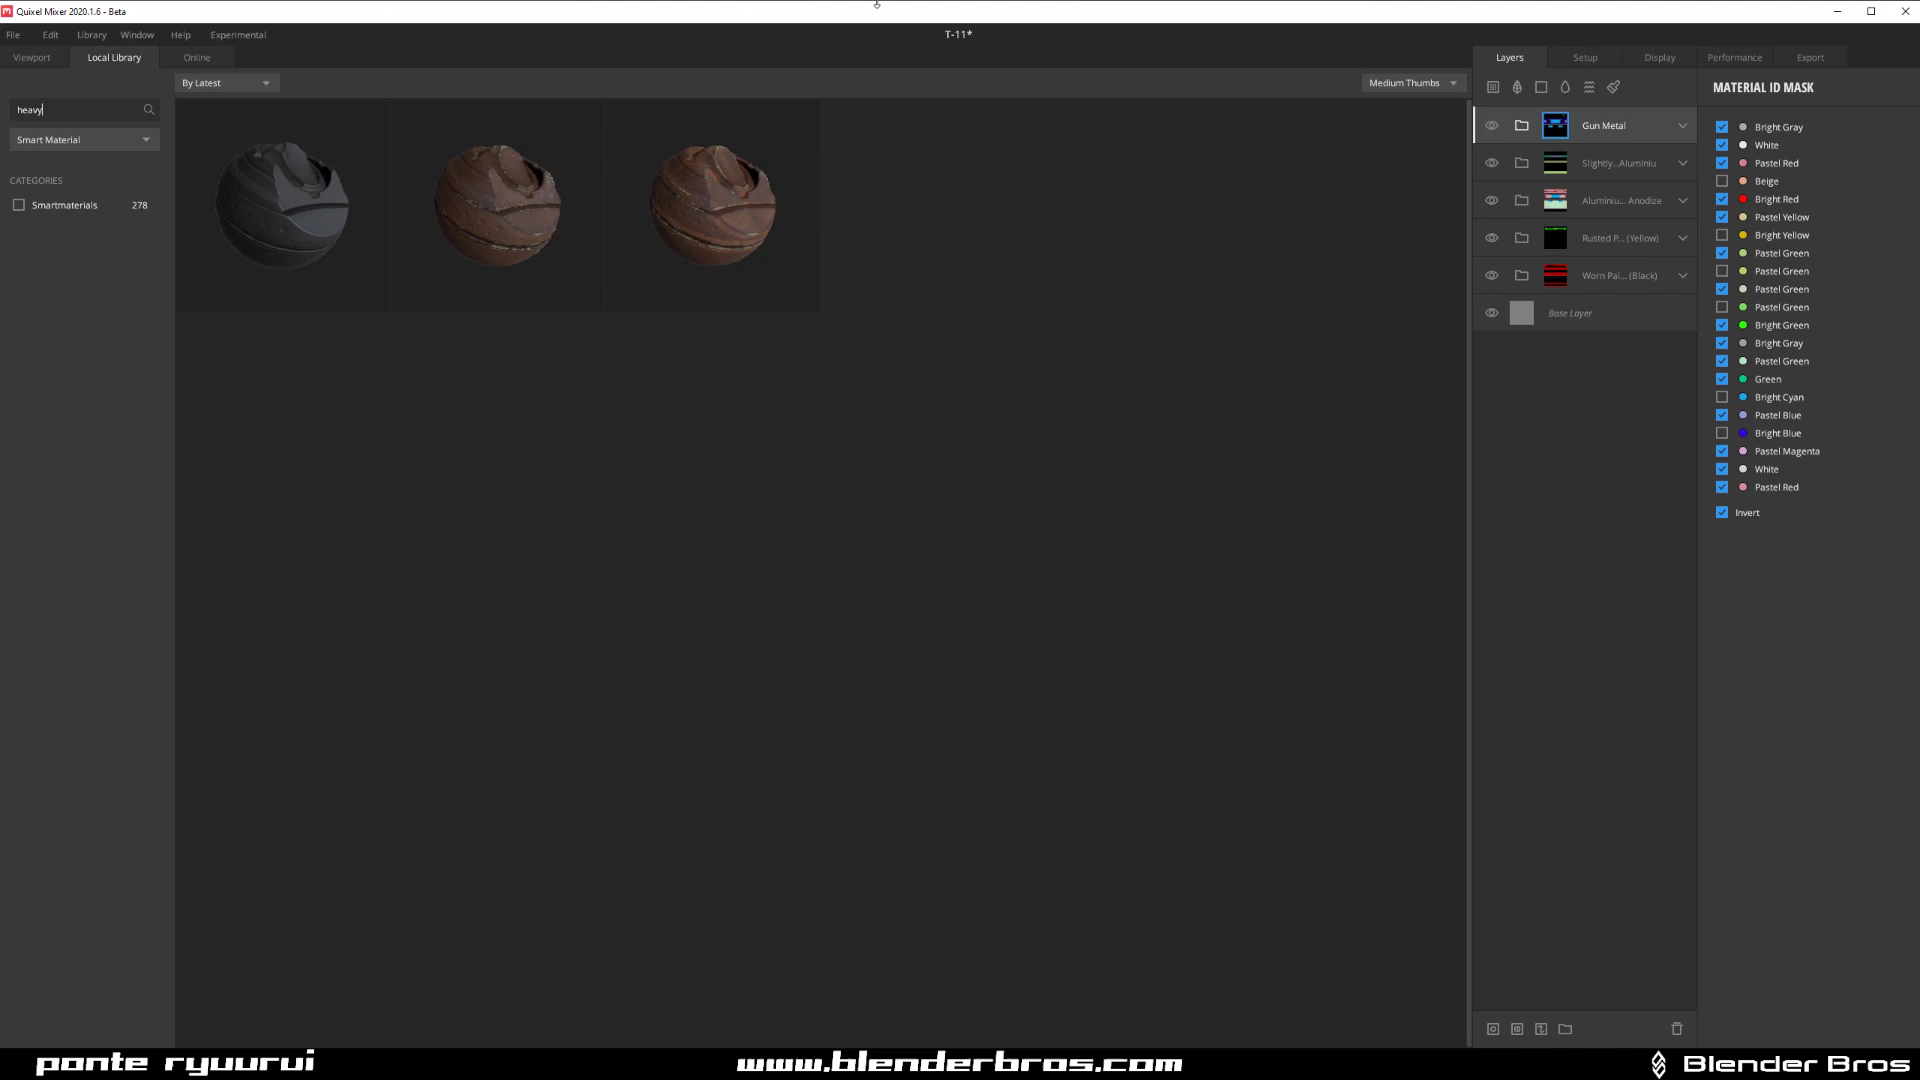 Quixel Mixer 2020.1.6 - Beta
File Edit Library Window Help Experimental
T-11*
Viewport Local Library Online
heavy
Smart Material
CATEGORIES
Smartmaterials 278
By Latest
Medium Thumbs
Layers Setup Display Performance Export
Gun Metal
Slightly...Aluminiu
Aluminiu... Anodize
Rusted P... (Yellow)
Worn Pai... (Black)
Base Layer
MATERIAL ID MASK
Bright Gray
White
Pastel Red
Beige
Bright Red
Pastel Yellow
Bright Yellow
Pastel Green
Pastel Green
Pastel Green
Pastel Green
Bright Green
Bright Gray
Pastel Green
Green
Bright Cyan
Pastel Blue
Bright Blue
Pastel Magenta
White
Pastel Red
Invert
ponte ryuurui
www.blenderbros.com
Blender Bros